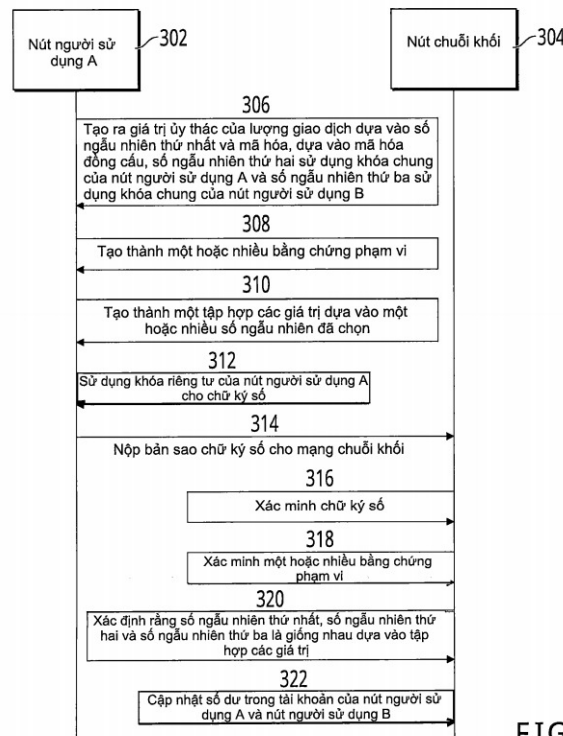 Nút người sử
dụng A
302
Nút chuỗi khối
304
306
Tạo ra giá trị ủy thác của lượng giao dịch dựa vào số
ngẫu nhiên thứ nhất và mã hóa, dựa vào mã hóa
đồng cấu, số ngẫu nhiên thứ hai sử dụng khóa chung
của nút người sử dụng A và số ngẫu nhiên thứ ba sử
dụng khóa chung của nút người sử dụng B
308
Tạo thành một hoặc nhiều bằng chứng phạm vi
310
Tạo thành một tập hợp các giá trị dựa vào một
hoặc nhiều số ngẫu nhiên đã chọn
312
Sử dụng khóa riêng tư của nút người sử dụng A
cho chữ ký số
314
Nộp bản sao chữ ký số cho mạng chuỗi khối
316
Xác minh chữ ký số
318
Xác minh một hoặc nhiều bằng chứng
phạm vi
320
Xác định rằng số ngẫu nhiên thứ nhất, số ngẫu nhiên thứ
hai và số ngẫu nhiên thứ ba là giống nhau dựa vào tập
hợp các giá trị
322
Cập nhật số dư trong tài khoản của nút người sử
dụng A và nút người sử dụng B
FIG